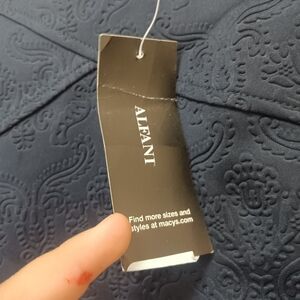 ALFANI
Find more sizes and
styles at macys.com